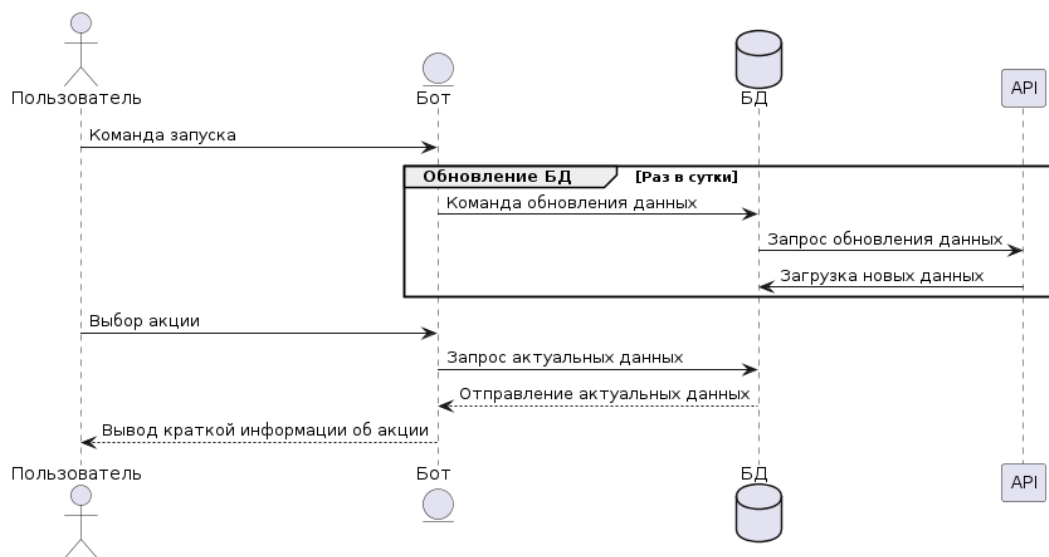 Пользователь
Бот
БД
API
Команда запуска
Обновление БД [Раз в сутки]
Команда обновления данных
Запрос обновления данных
Загрузка новых данных
Выбор акции
Запрос актуальных данных
Отправление актуальных данных
Вывод краткой информации об акции
Пользователь
Бот
БД
API